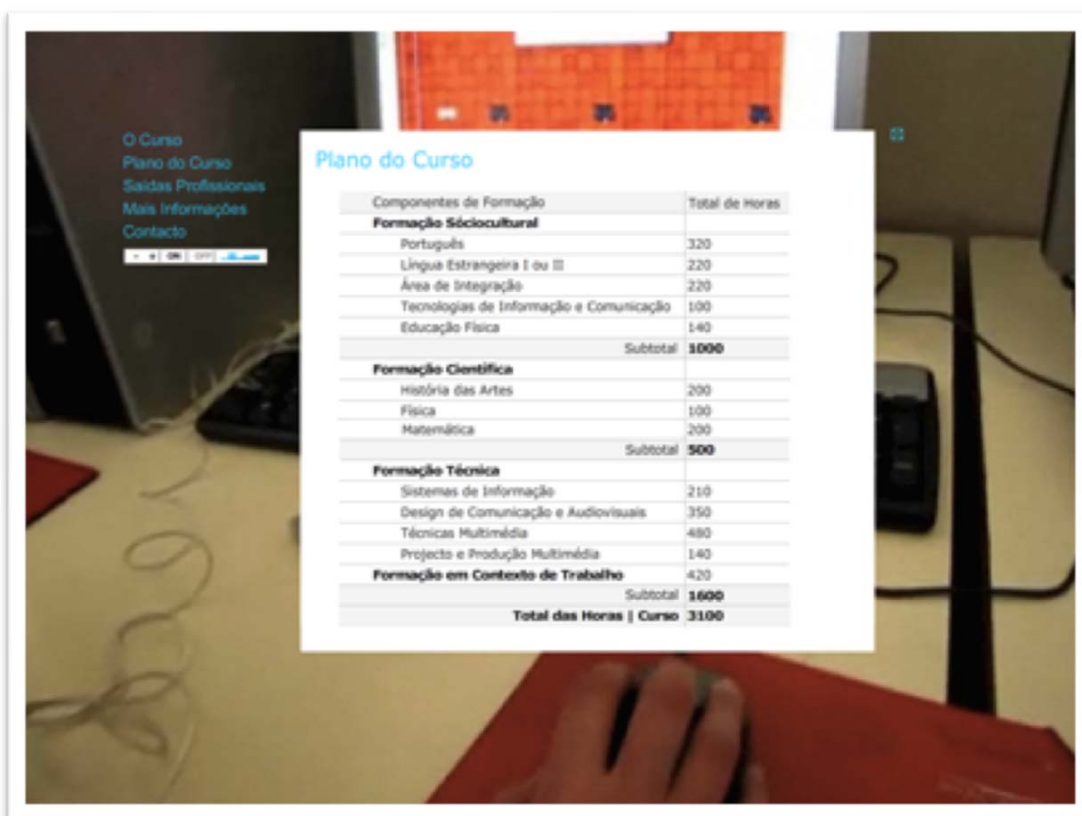 O Curso
Plano do Curso
Saídas Profissionais
Mais Informações
Contacto
- + ON OFF
Plano do Curso
Componentes de Formação Total de Horas
Formação Sóciocultural
Português 320
Língua Estrangeira I ou II 220
Área de Integração 220
Tecnologias de Informação e Comunicação 100
Educação Física 140
Subtotal 1000
Formação Científica
História das Artes 200
Física 100
Matemática 200
Subtotal 500
Formação Técnica
Sistemas de Informação 210
Design de Comunicação e Audiovisuais 350
Técnicas Multimédia 480
Projecto e Produção Multimédia 140
Formação em Contexto de Trabalho 420
Subtotal 1600
Total das Horas | Curso 3100